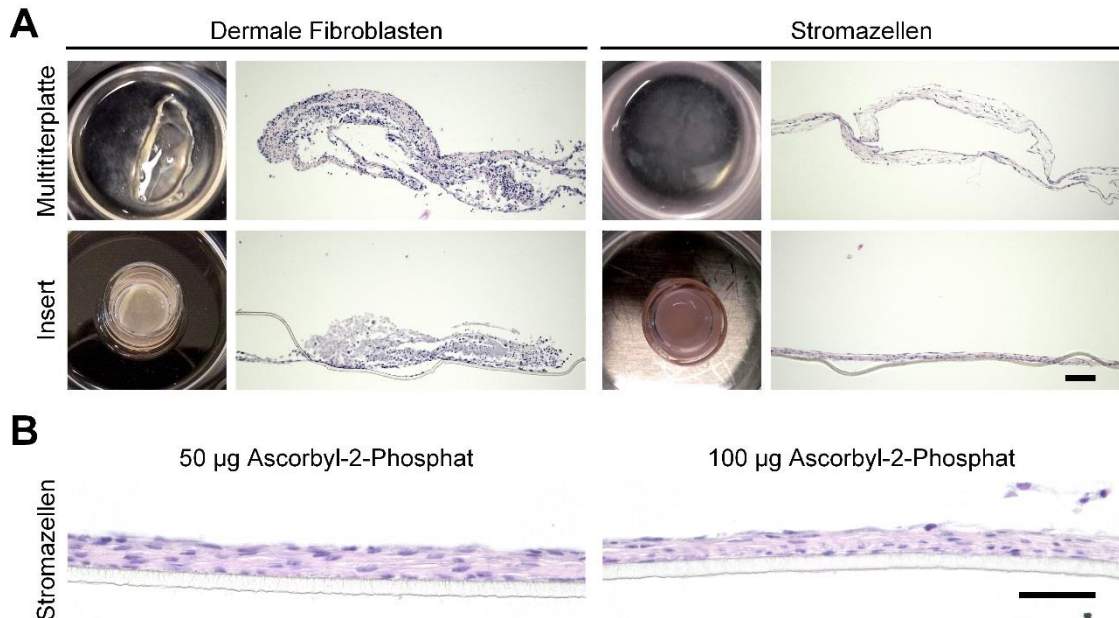 A
Dermale Fibroblasten
Stromazellen
Multititerplatte
Insert
B
50 µg Ascorbyl-2-Phosphat
100 µg Ascorbyl-2-Phosphat
Stromazellen